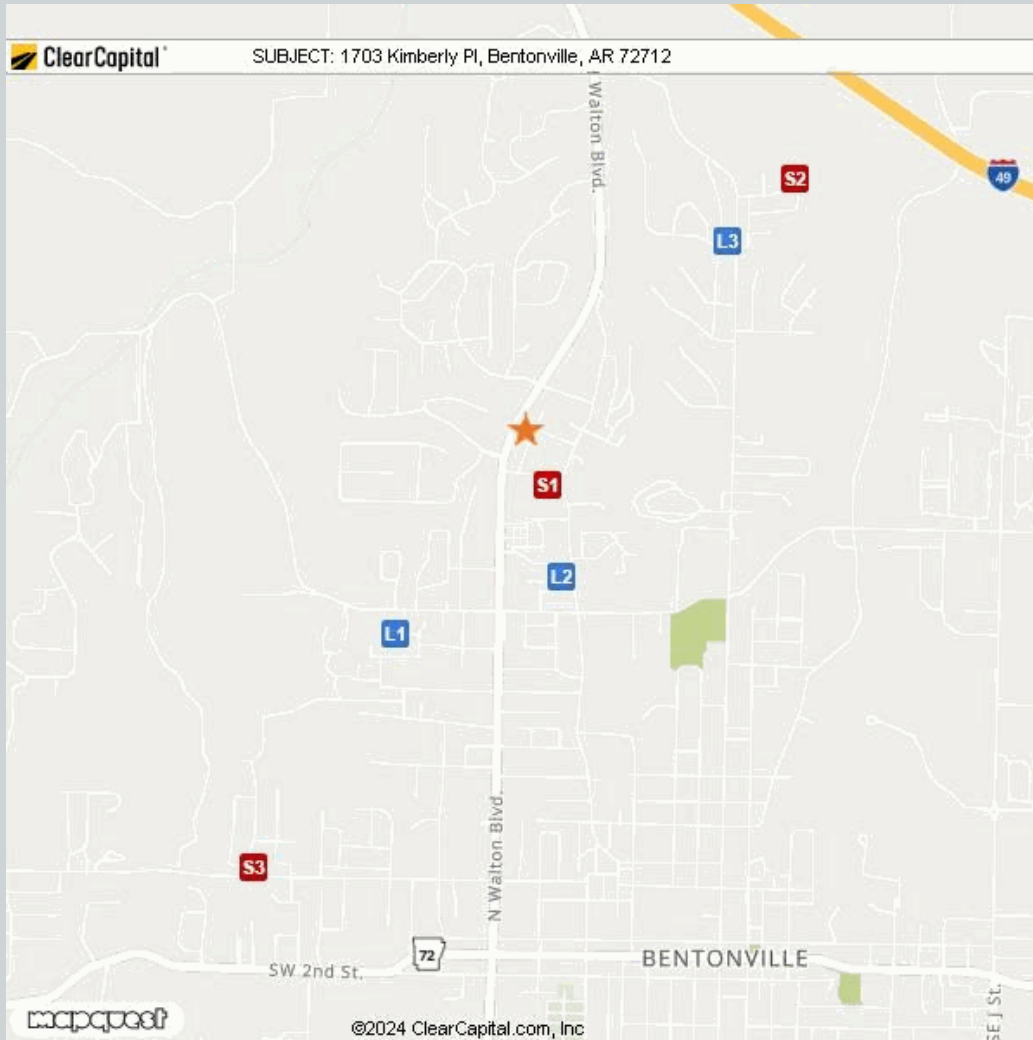 ClearCapital SUBJECT: 1703 Kimberly Pl, Bentonville, AR 72712
N Walton Blvd.
S2
49
L3
S1
L2
L1
N Walton Blvd.
S3
72
BENTONVILLE
SW 2nd St.
SE J St.
mapquest
©2024 ClearCapital.com, Inc